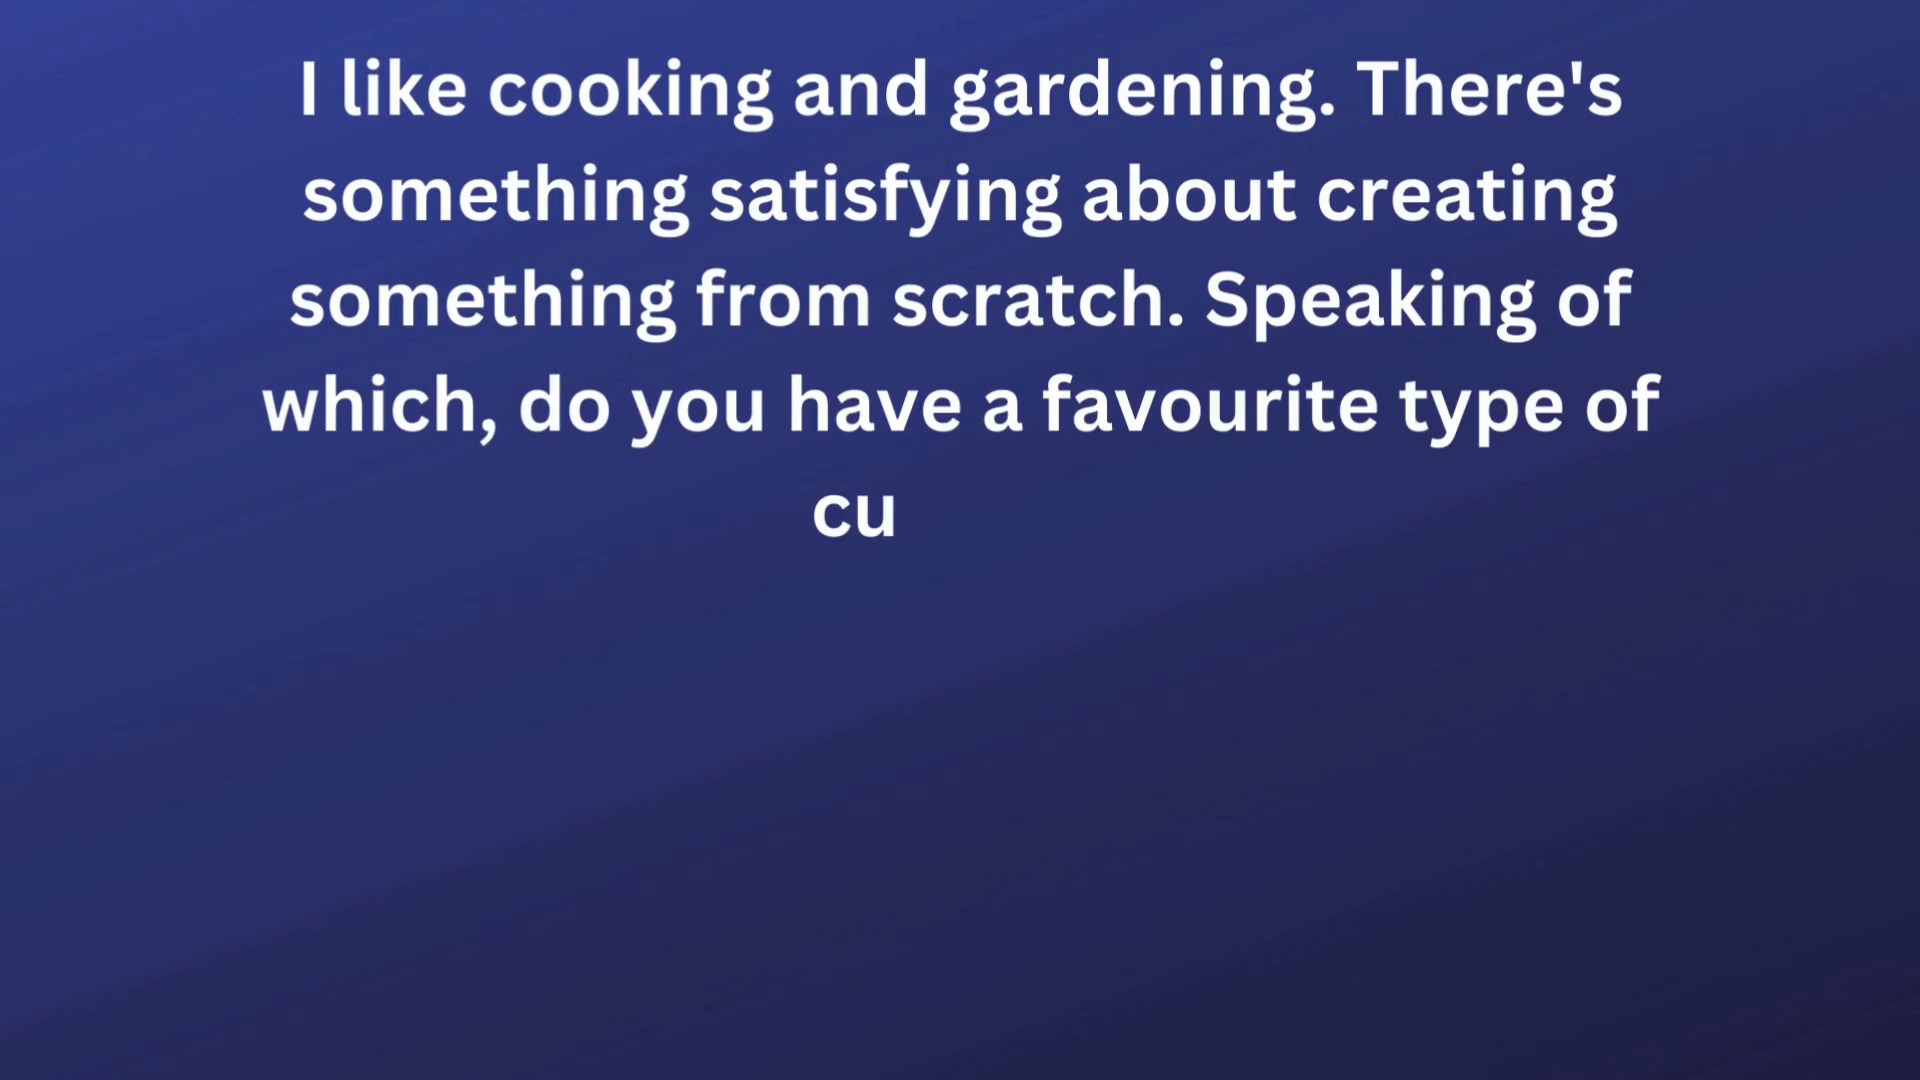 I like cooking and gardening. There's
something satisfying about creating
something from scratch. Speaking of
which, do you have a favourite type of
cu